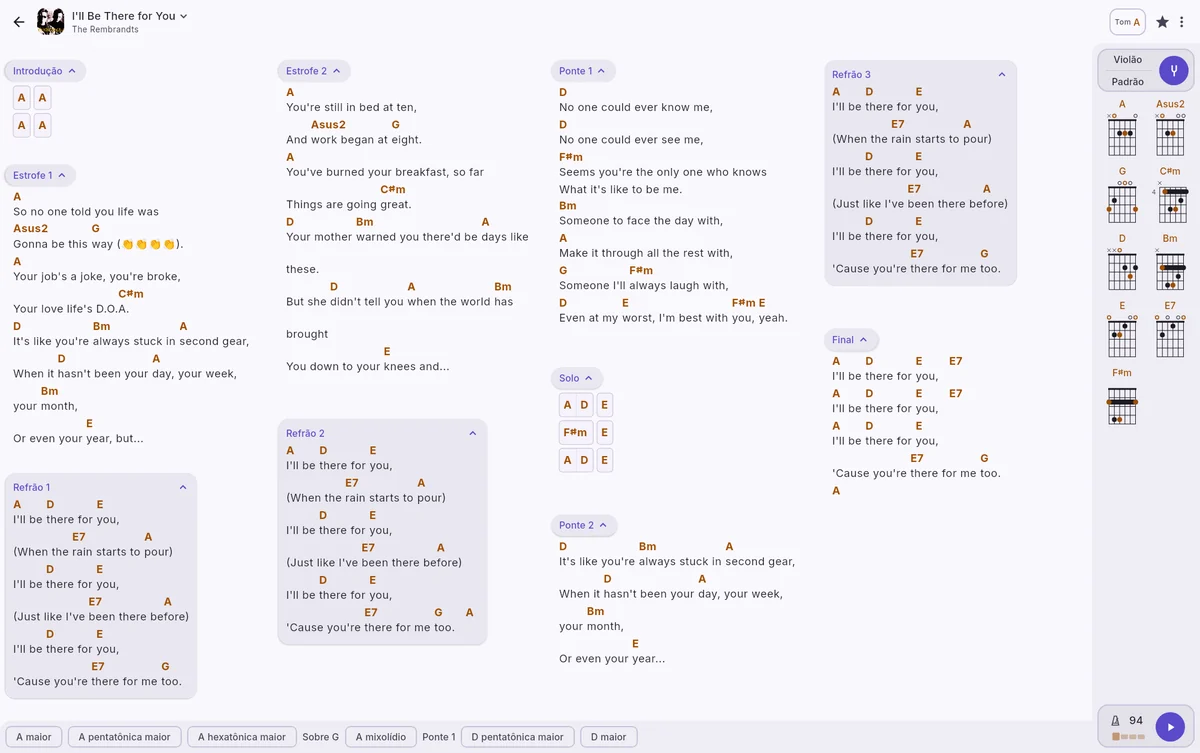 I'll Be There for You
The Rembrandts
Tom A
Introdução
A A
A A
Estrofe 1
A
So no one told you life was
Asus2 G
Gonna be this way (👏👏👏👏).
A
Your job's a joke, you're broke,
C#m
Your love life's D.O.A.
D Bm A
It's like you're always stuck in second gear,
D A
When it hasn't been your day, your week,
Bm
your month,
E
Or even your year, but...
Refrão 1
A D E
I'll be there for you,
E7 A
(When the rain starts to pour)
D E
I'll be there for you,
E7 A
(Just like I've been there before)
D E
I'll be there for you,
E7 G
'Cause you're there for me too.
Estrofe 2
A
You're still in bed at ten,
Asus2 G
And work began at eight.
A
You've burned your breakfast, so far
C#m
Things are going great.
D Bm A
Your mother warned you there'd be days like
these.
D A Bm
But she didn't tell you when the world has
brought
E
You down to your knees and...
Refrão 2
A D E
I'll be there for you,
E7 A
(When the rain starts to pour)
D E
I'll be there for you,
E7 A
(Just like I've been there before)
D E
I'll be there for you,
E7 G A
'Cause you're there for me too.
Ponte 1
D
No one could ever know me,
D
No one could ever see me,
F#m
Seems you're the only one who knows
What it's like to be me.
Bm
Someone to face the day with,
A
Make it through all the rest with,
G F#m
Someone I'll always laugh with,
D E F#m E
Even at my worst, I'm best with you, yeah.
Solo
A D E
F#m E
A D E
Ponte 2
D Bm A
It's like you're always stuck in second gear,
D A
When it hasn't been your day, your week,
Bm
your month,
E
Or even your year...
Refrão 3
A D E
I'll be there for you,
E7 A
(When the rain starts to pour)
D E
I'll be there for you,
E7 A
(Just like I've been there before)
D E
I'll be there for you,
E7 G
'Cause you're there for me too.
Final
A D E E7
I'll be there for you,
A D E E7
I'll be there for you,
A D E
I'll be there for you,
E7 G
'Cause you're there for me too.
A
Violão
Padrão
A Asus2
G C#m
4
D Bm
E E7
F#m
94
A maior A pentatônica maior A hexatônica maior Sobre G A mixolídio Ponte 1 D pentatônica maior D maior